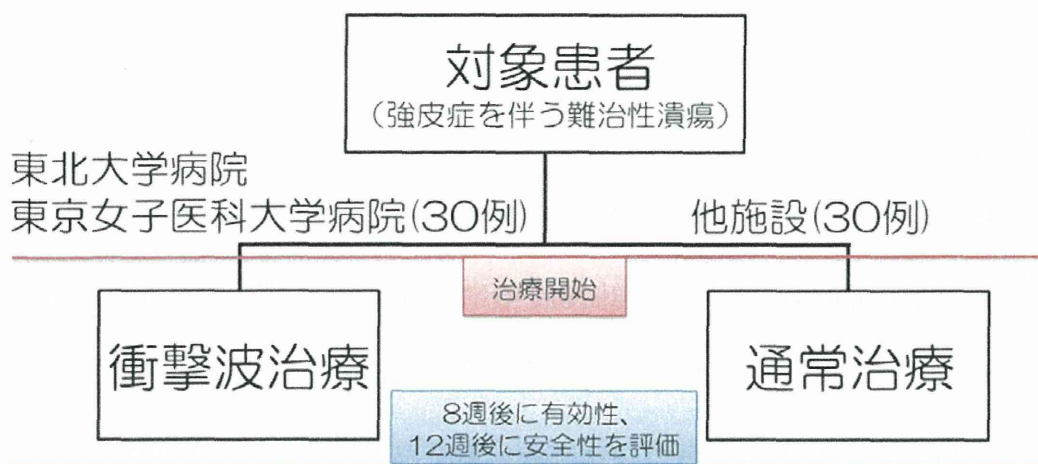 対象患者
(強皮症を伴う難治性潰瘍)
東北大学病院
東京女子医科大学病院(30例)
他施設(30例)
治療開始
衝撃波治療
通常治療
8週後に有効性、
12週後に安全性を評価